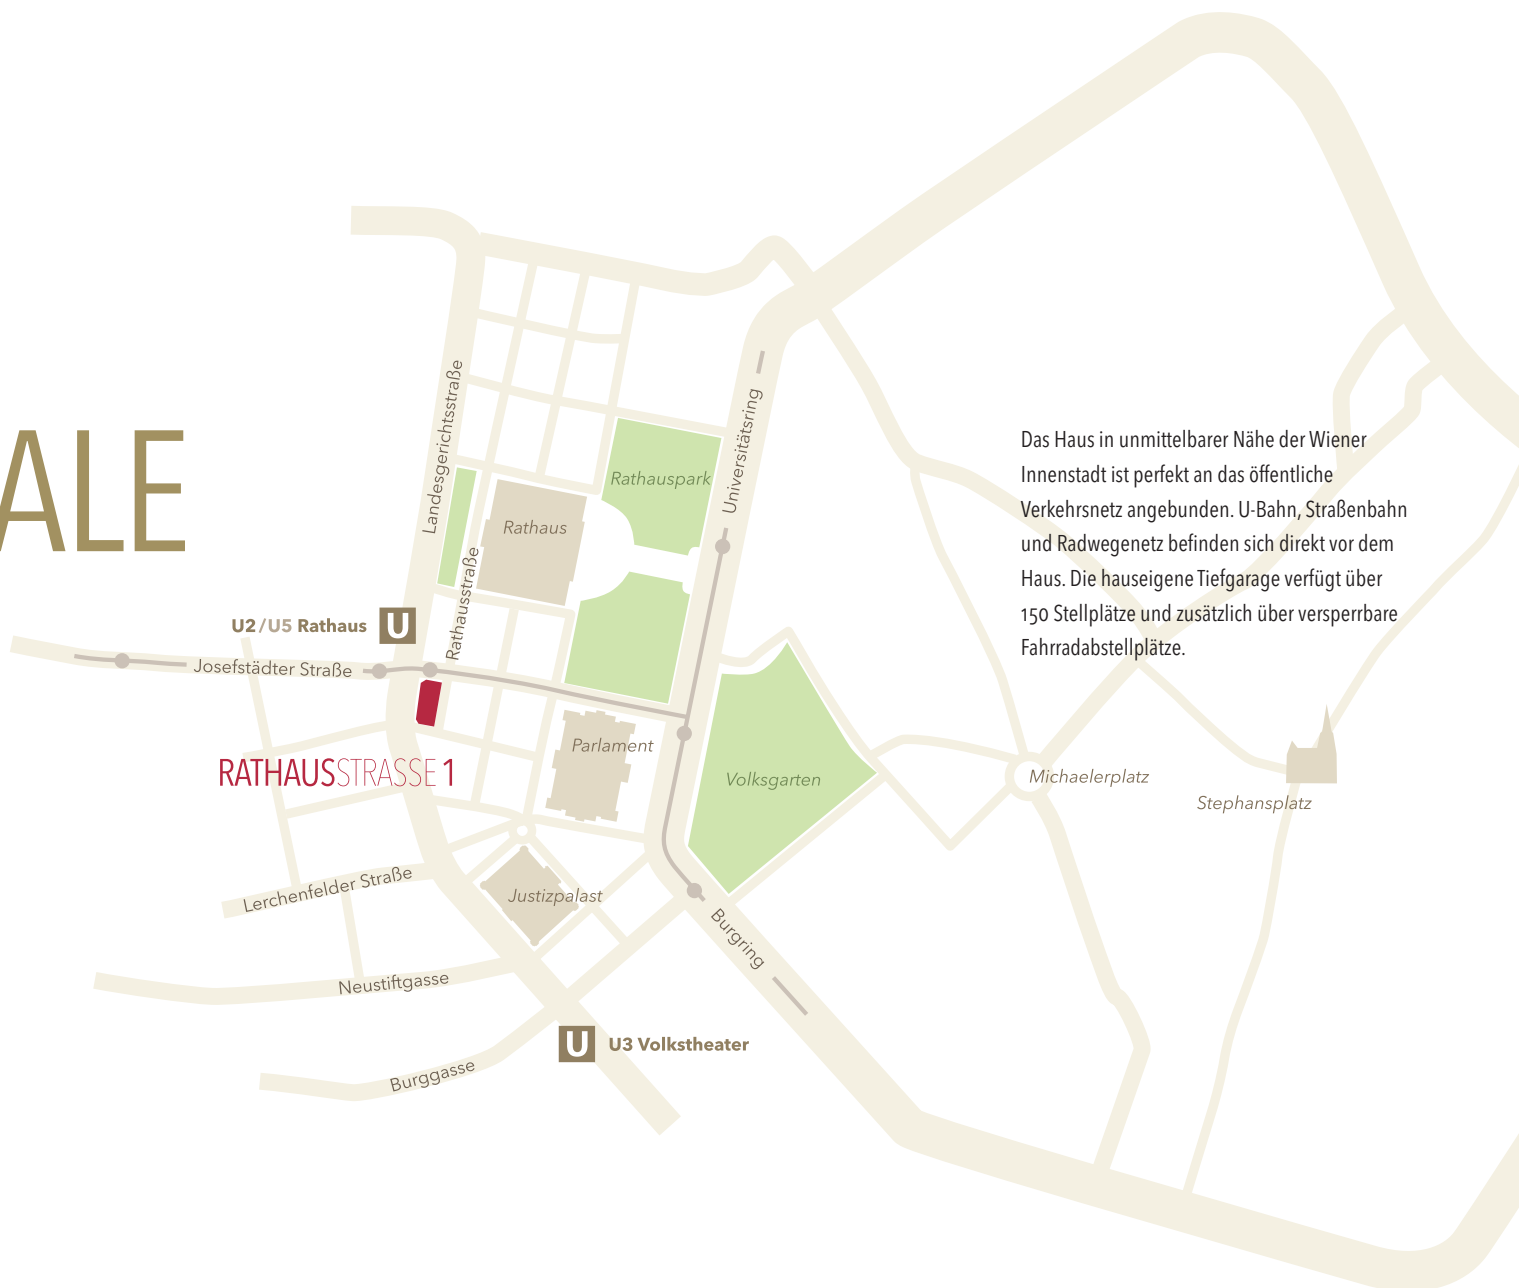 ALE
Landesgerichtsstraße
Universitätsring
Rathauspark
Rathaus
Rathausstraße
Das Haus in unmittelbarer Nähe der Wiener
Innenstadt ist perfekt an das öffentliche
Verkehrsnetz angebunden. U-Bahn, Straßenbahn
und Radwegenetz befinden sich direkt vor dem
Haus. Die hauseigene Tiefgarage verfügt über
150 Stellplätze und zusätzlich über versperrbare
Fahrradabstellplätze.
U2/U5 Rathaus U
Josefstädter Straße
RATHAUSSTRASSE 1
Parlament
Volksgarten
Michaelerplatz
Stephansplatz
Lerchenfelder Straße
Justizpalast
Burgring
Neustiftgasse
U U3 Volkstheater
Burggasse